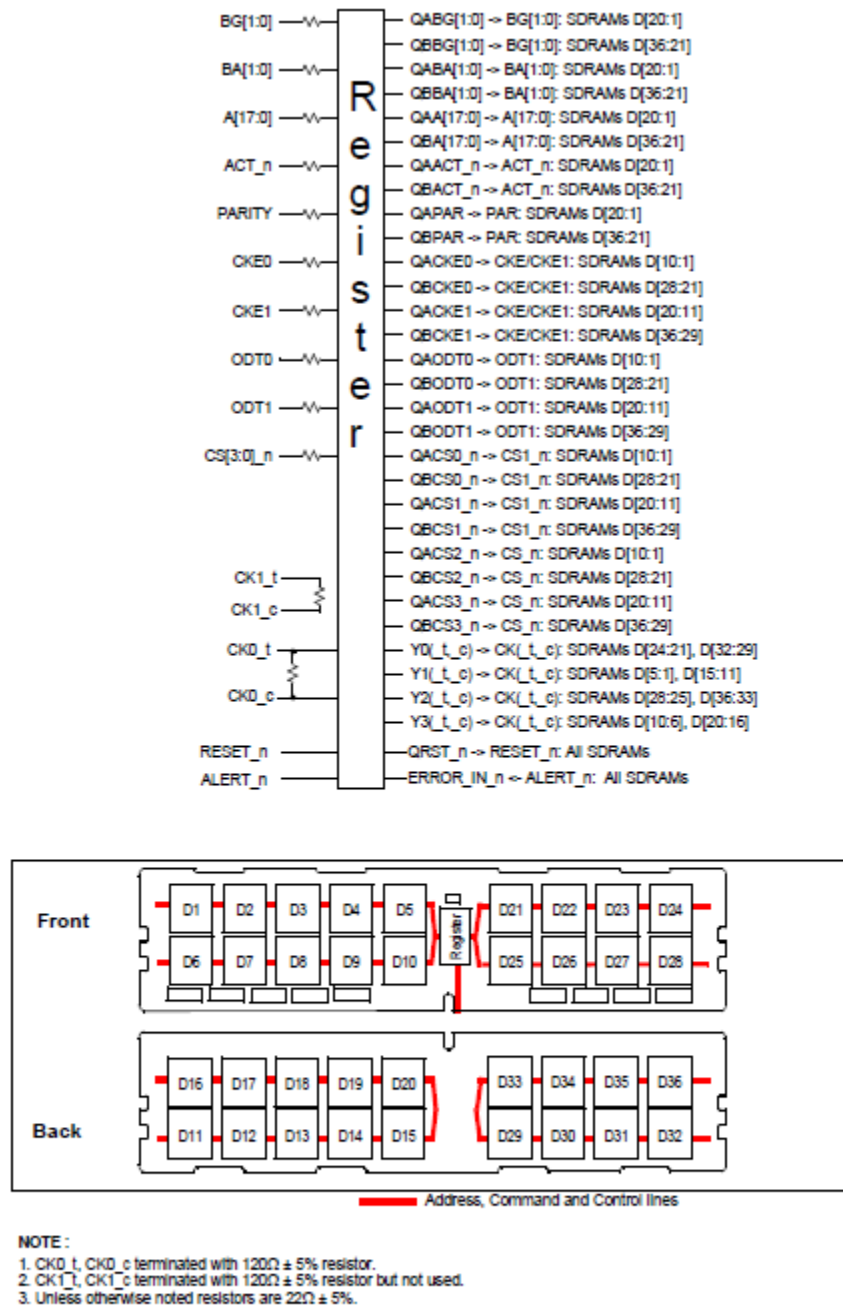 BG[1:0]
QABG[1:0] -> BG[1:0]: SDRAMs D[20:1]
QBBG[1:0] -> BG[1:0]: SDRAMs D[36:21]
BA[1:0]
QABA[1:0] -> BA[1:0]: SDRAMs D[20:1]
QBBA[1:0] -> BA[1:0]: SDRAMs D[36:21]
A[17:0]
QAA[17:0] -> A[17:0]: SDRAMs D[20:1]
QBA[17:0] -> A[17:0]: SDRAMs D[36:21]
ACT_n
QAACT_n -> ACT_n: SDRAMs D[20:1]
QBACT_n -> ACT_n: SDRAMs D[36:21]
PARITY
QAPAR -> PAR: SDRAMs D[20:1]
QBPAR -> PAR: SDRAMs D[36:21]
CKE0
QACKE0 -> CKE/CKE1: SDRAMs D[10:1]
QBCKE0 -> CKE/CKE1: SDRAMs D[28:21]
CKE1
QACKE1 -> CKE/CKE1: SDRAMs D[20:11]
QBCKE1 -> CKE/CKE1: SDRAMs D[36:29]
ODT0
QAODT0 -> ODT1: SDRAMs D[10:1]
QBODT0 -> ODT1: SDRAMs D[28:21]
ODT1
QAODT1 -> ODT1: SDRAMs D[20:11]
QBODT1 -> ODT1: SDRAMs D[36:29]
CS[3:0]_n
QACS0_n -> CS1_n: SDRAMs D[10:1]
QBCS0_n -> CS1_n: SDRAMs D[28:21]
QACS1_n -> CS1_n: SDRAMs D[20:11]
QBCS1_n -> CS1_n: SDRAMs D[36:29]
QACS2_n -> CS_n: SDRAMs D[10:1]
CK1_t
QBCS2_n -> CS_n: SDRAMs D[28:21]
QACS3_n -> CS_n: SDRAMs D[20:11]
CK1_c
QBCS3_n -> CS_n: SDRAMs D[36:29]
CK0_t
Y0(_t,_c) -> CK(_t,_c): SDRAMs D[24:21], D[32:29]
Y1(_t,_c) -> CK(_t,_c): SDRAMs D[5:1], D[15:11]
CK0_c
Y2(_t,_c) -> CK(_t,_c): SDRAMs D[28:25], D[36:33]
Y3(_t,_c) -> CK(_t,_c): SDRAMs D[10:6], D[20:16]
RESET_n
QRST_n -> RESET_n: All SDRAMs
ALERT_n
ERROR_IN_n <- ALERT_n: All SDRAMs
Register
Front
D1 D2 D3 D4 D5 D21 D22 D23 D24
Register
D6 D7 D8 D9 D10 D25 D26 D27 D28
Back
D16 D17 D18 D19 D20 D33 D34 D35 D36
D11 D12 D13 D14 D15 D29 D30 D31 D32
Address, Command and Control lines
NOTE :
1. CK0_t, CK0_c terminated with 120Ω ± 5% resistor.
2. CK1_t, CK1_c terminated with 120Ω ± 5% resistor but not used.
3. Unless otherwise noted resistors are 22Ω ± 5%.